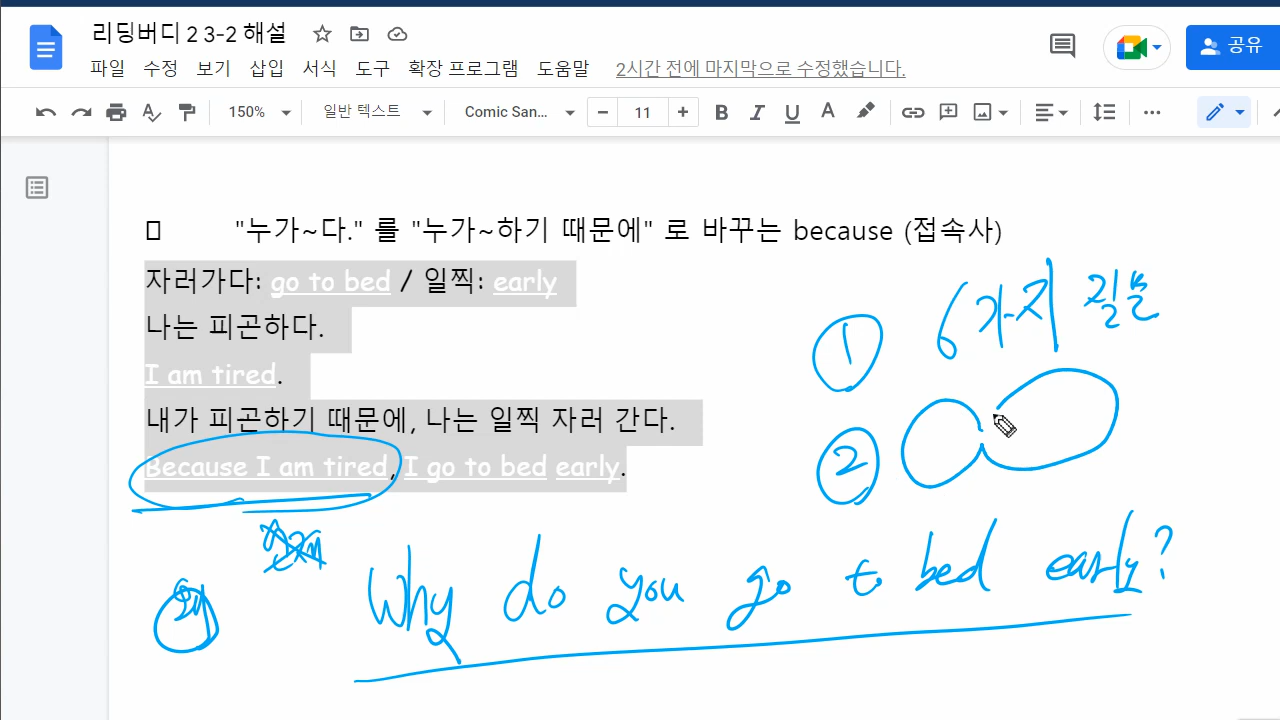 리딩버디 2 3-2 해설
파일 수정 보기 삽입 서식 도구 확장 프로그램 도움말 2시간 전에 마지막으로 수정했습니다.
공유
150% 일반 텍스트 Comic San... 11 B I U A
"누가~다." 를 "누가~하기 때문에" 로 바꾸는 because (접속사)
자러가다: go to bed / 일찍: early
나는 피곤하다.
I am tired.
내가 피곤하기 때문에, 나는 일찍 자러 간다.
Because I am tired, I go to bed early.
① 6가지 질문
②
Why do you go to bed early?